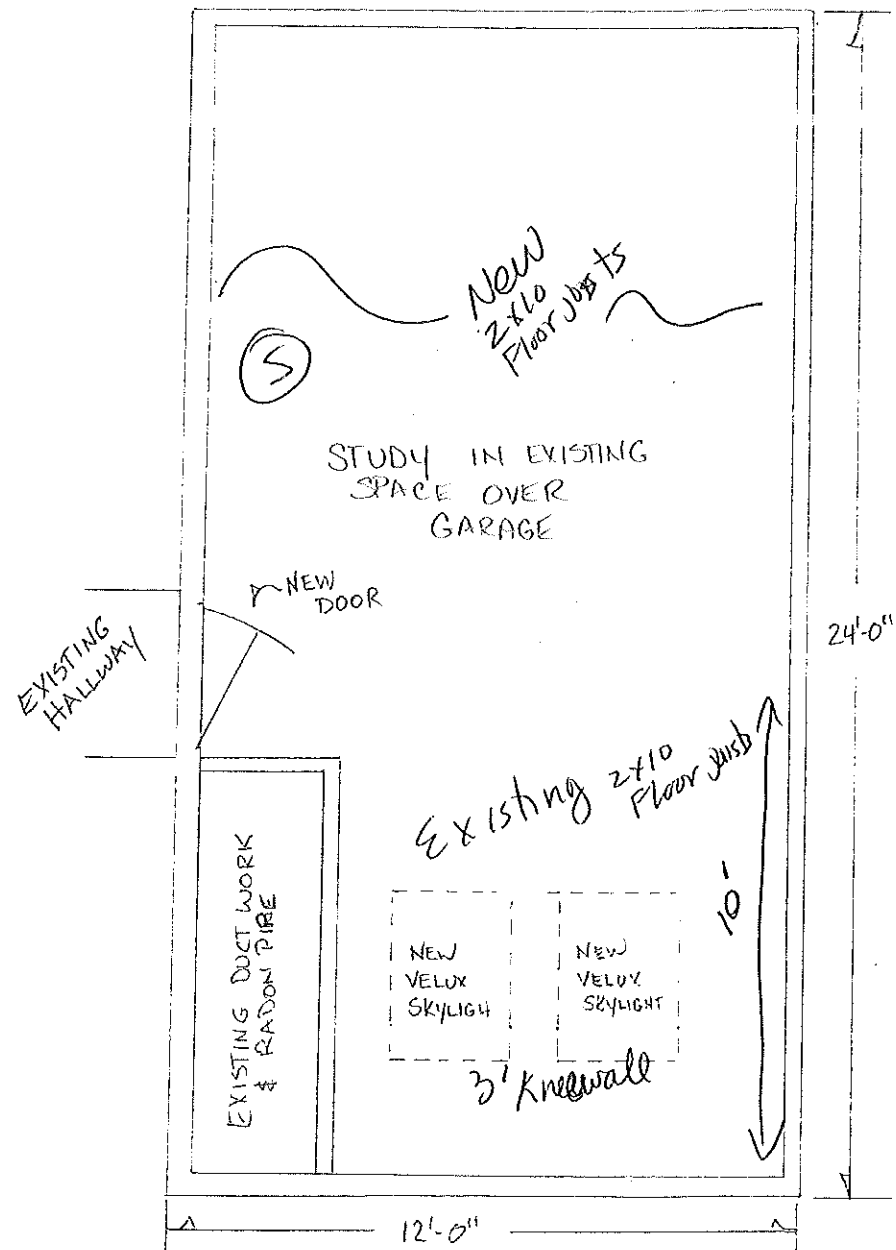 New
2x10
Floor Joists
S
STUDY IN EXISTING
SPACE OVER
GARAGE
NEW
DOOR
EXISTING
HALLWAY
24'-0"
Existing 2x10
Floor Joists
10'
EXISTING DUCT WORK
& RADON PIPE
NEW
VELUX
SKYLIGH
NEW
VELUX
SKYLIGHT
3' Kneewall
12'-0"